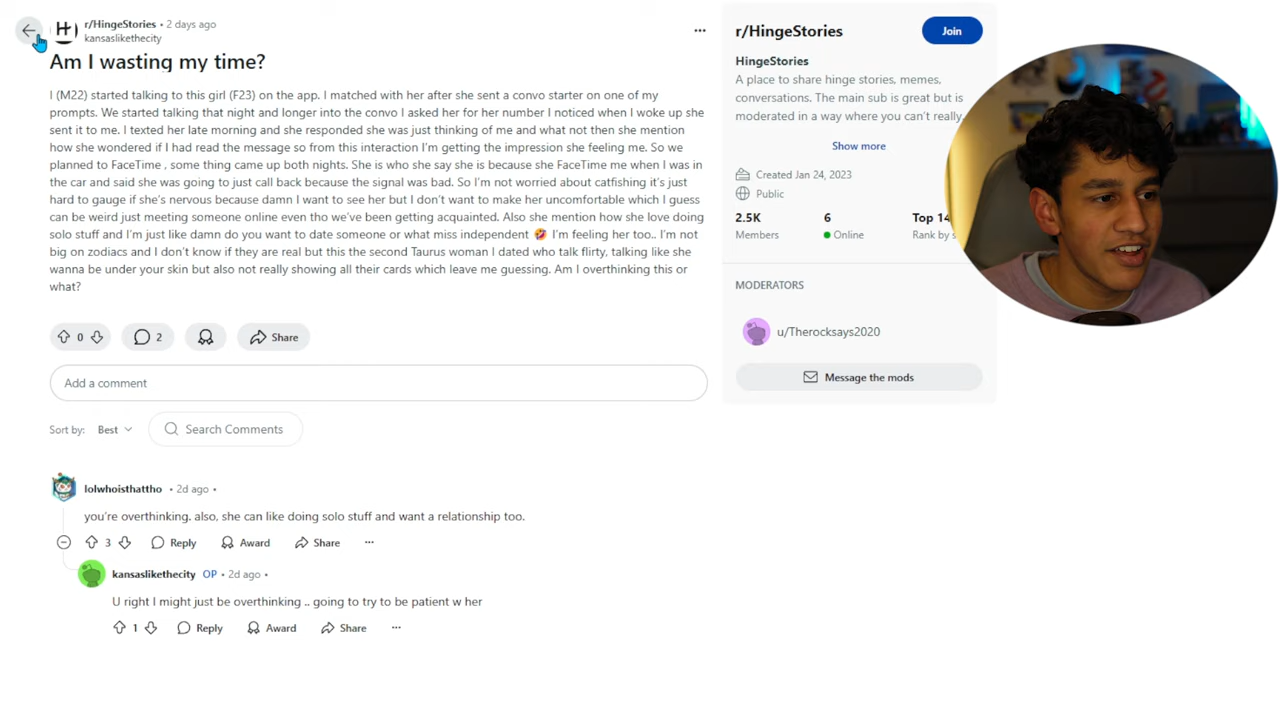 r/HingeStories • 2 days ago
kansaslikethecity
Am I wasting my time?
I (M22) started talking to this girl (F23) on the app. I matched with her after she sent a convo starter on one of my
prompts. We started talking that night and longer into the convo I asked her for her number I noticed when I woke up she
sent it to me. I texted her late morning and she responded she was just thinking of me and what not then she mention
how she wondered if I had read the message so from this interaction I'm getting the impression she feeling me. So we
planned to FaceTime , some thing came up both nights. She is who she say she is because she FaceTime me when I was in
the car and said she was going to just call back because the signal was bad. So I'm not worried about catfishing it's just
hard to gauge if she's nervous because damn I want to see her but I don't want to make her uncomfortable which I guess
can be weird just meeting someone online even tho we've been getting acquainted. Also she mention how she love doing
solo stuff and I'm just like damn do you want to date someone or what miss independent 🤣 I'm feeling her too.. I'm not
big on zodiacs and I don't know if they are real but this the second Taurus woman I dated who talk flirty, talking like she
wanna be under your skin but also not really showing all their cards which leave me guessing. Am I overthinking this or
what?
0
2
Share
Add a comment
Sort by: Best
Search Comments
lolwhoisthattho • 2d ago •
you're overthinking. also, she can like doing solo stuff and want a relationship too.
3 Reply Award Share
kansaslikethecity OP • 2d ago •
U right I might just be overthinking .. going to try to be patient w her
1 Reply Award Share
r/HingeStories
Join
HingeStories
A place to share hinge stories, memes,
conversations. The main sub is great but is
moderated in a way where you can't really
Show more
Created Jan 24, 2023
Public
2.5K 6 Top 14
Members Online Rank by s
MODERATORS
u/Therocksays2020
Message the mods